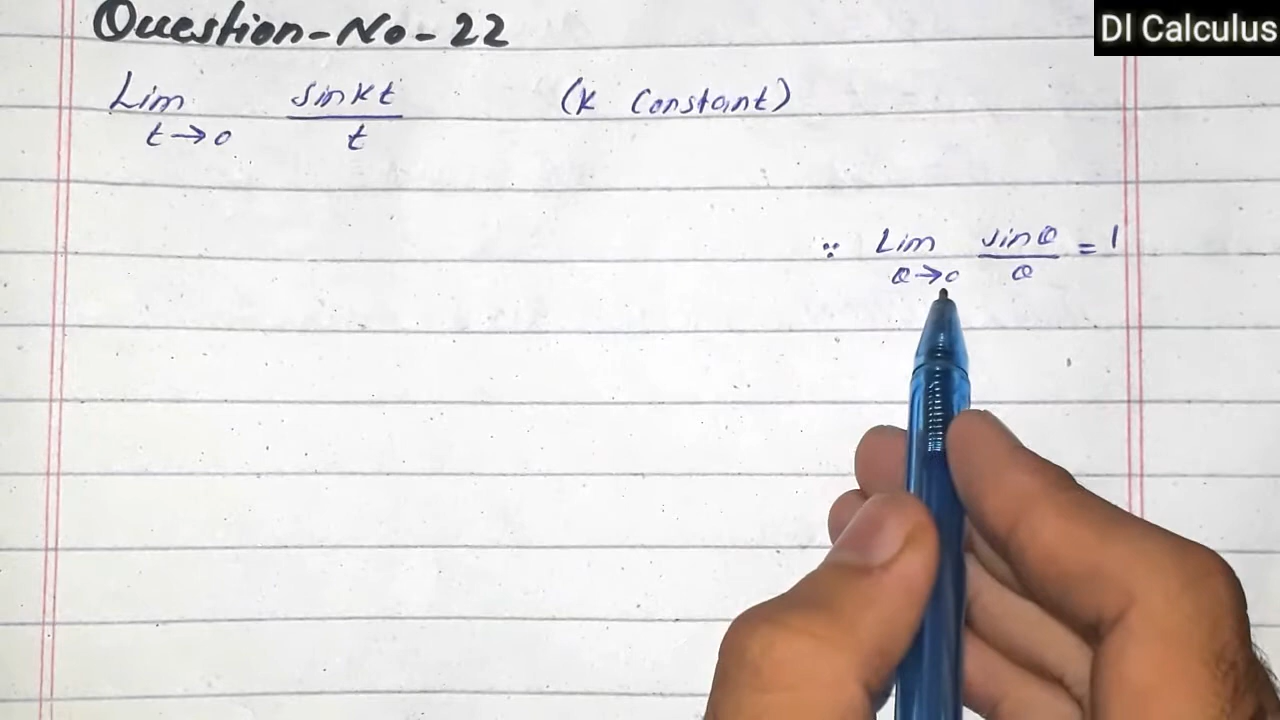 Question-No-22
DI Calculus
Lim t→0 sinkt/t (k Constant)
∵ Lim θ→0 sinθ/θ = 1